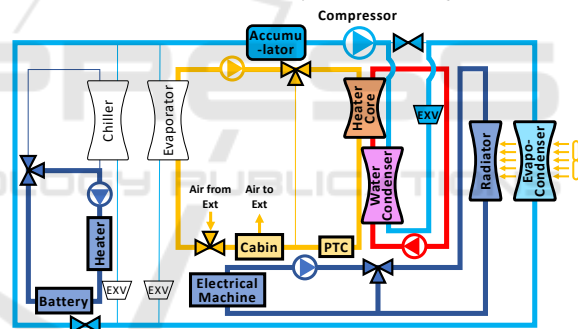 Compressor
Accumu
-lator
Chiller
Evaporator
Heater
Core
EXV
Water
Condenser
Radiator
Evapo-
Condenser
Air from
Ext
Air to
Ext
Heater
Cabin
PTC
Electrical
Machine
EXV
EXV
Battery